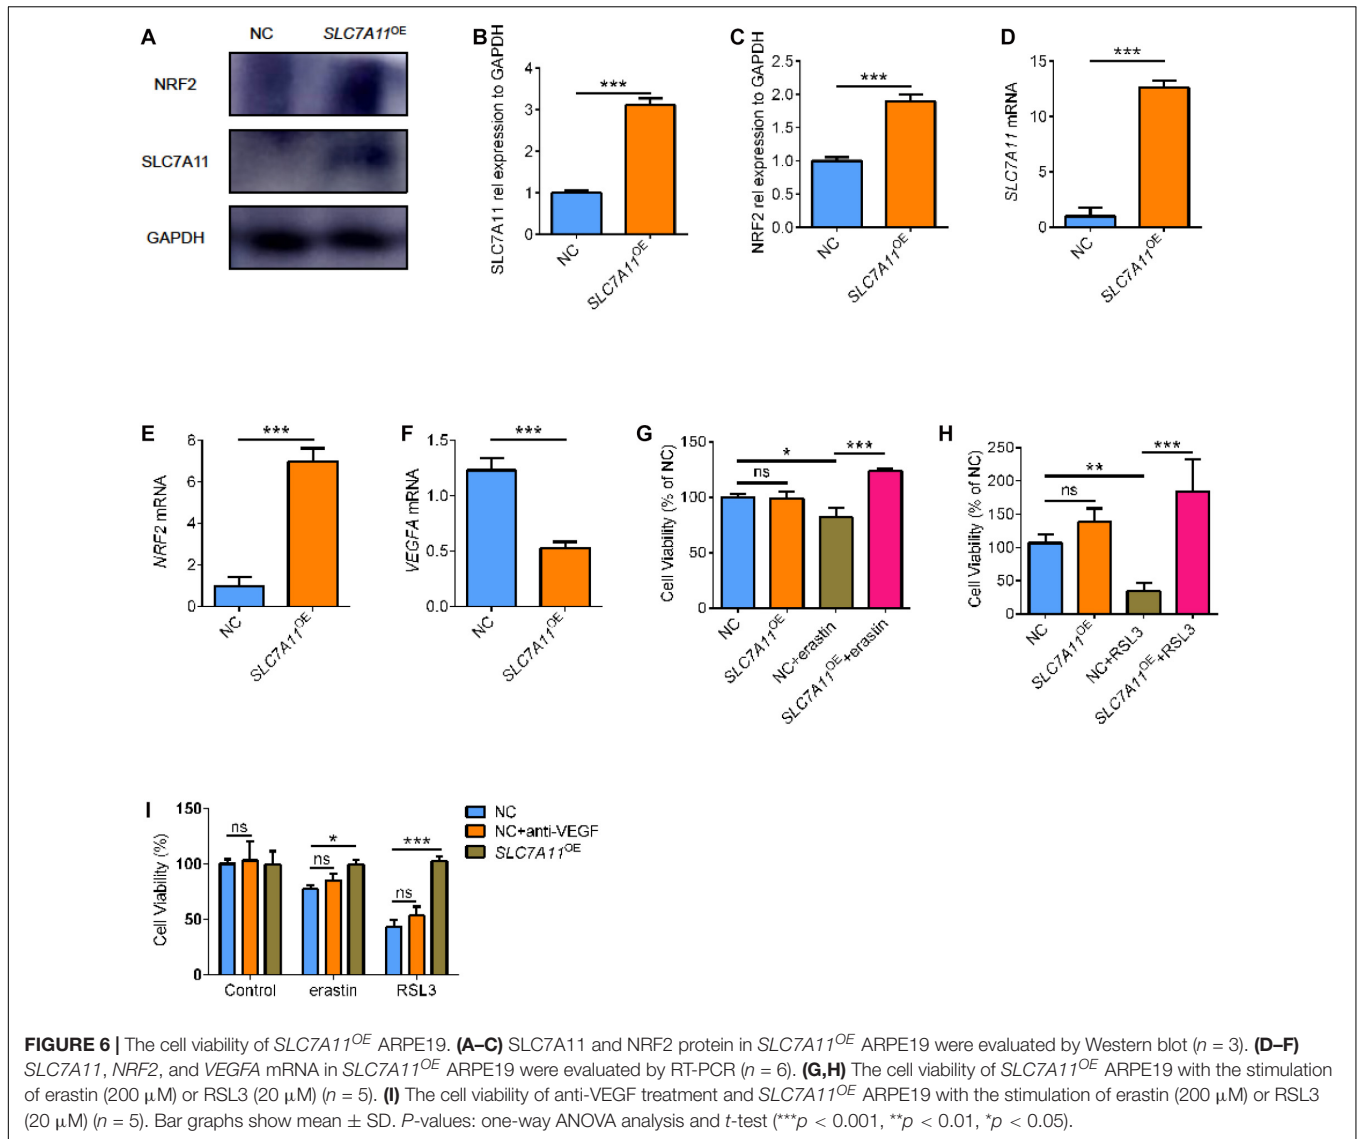 A
NC SLC7A11OE
NRF2
SLC7A11
GAPDH
B
SLC7A11 rel expression to GAPDH
4
3
2
1
0
***
NC
SLC7A11OE
C
NRF2 rel expression to GAPDH
2.5
2.0
1.5
1.0
0.5
0.0
***
NC
SLC7A11OE
D
SLC7A11 mRNA
15
10
5
0
***
NC
SLC7A11OE
E
NRF2 mRNA
8
6
4
2
0
***
NC
SLC7A11OE
F
VEGFA mRNA
1.5
1.0
0.5
0.0
***
NC
SLC7A11OE
G
Cell Viability (% of NC)
150
100
50
0
*
***
ns
NC
SLC7A11OE
NC+erastin
SLC7A11OE+erastin
H
Cell Viability (% of NC)
250
200
150
100
50
0
***
**
ns
NC
SLC7A11OE
NC+RSL3
SLC7A11OE+RSL3
I
Cell Viability (%)
150
100
50
0
ns
*
ns
***
ns
Control erastin RSL3
NC
NC+anti-VEGF
SLC7A11OE
FIGURE 6 | The cell viability of SLC7A11OE ARPE19. (A–C) SLC7A11 and NRF2 protein in SLC7A11OE ARPE19 were evaluated by Western blot (n = 3). (D–F)
SLC7A11, NRF2, and VEGFA mRNA in SLC7A11OE ARPE19 were evaluated by RT-PCR (n = 6). (G,H) The cell viability of SLC7A11OE ARPE19 with the stimulation
of erastin (200 μM) or RSL3 (20 μM) (n = 5). (I) The cell viability of anti-VEGF treatment and SLC7A11OE ARPE19 with the stimulation of erastin (200 μM) or RSL3
(20 μM) (n = 5). Bar graphs show mean ± SD. P-values: one-way ANOVA analysis and t-test (***p < 0.001, **p < 0.01, *p < 0.05).